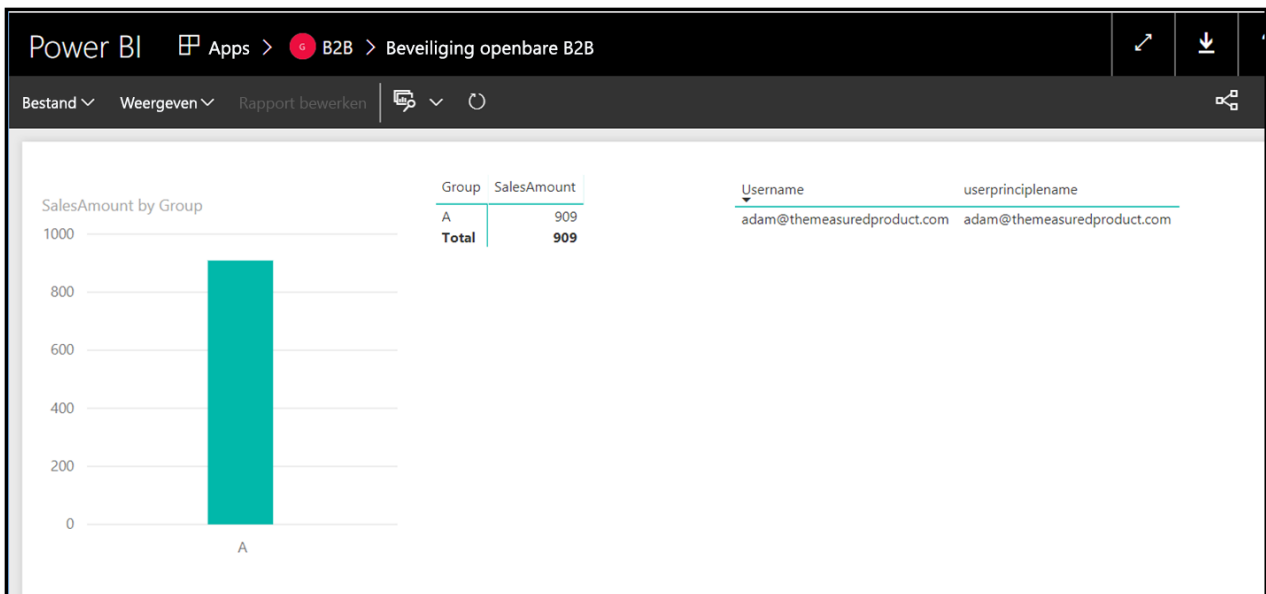 Power BI Apps > G B2B > Beveiliging openbare B2B
Bestand Weergeven Rapport bewerken
SalesAmount by Group
1000
800
600
400
200
0
A
Group SalesAmount
A 909
Total 909
Username userprinciplename
adam@themeasuredproduct.com adam@themeasuredproduct.com